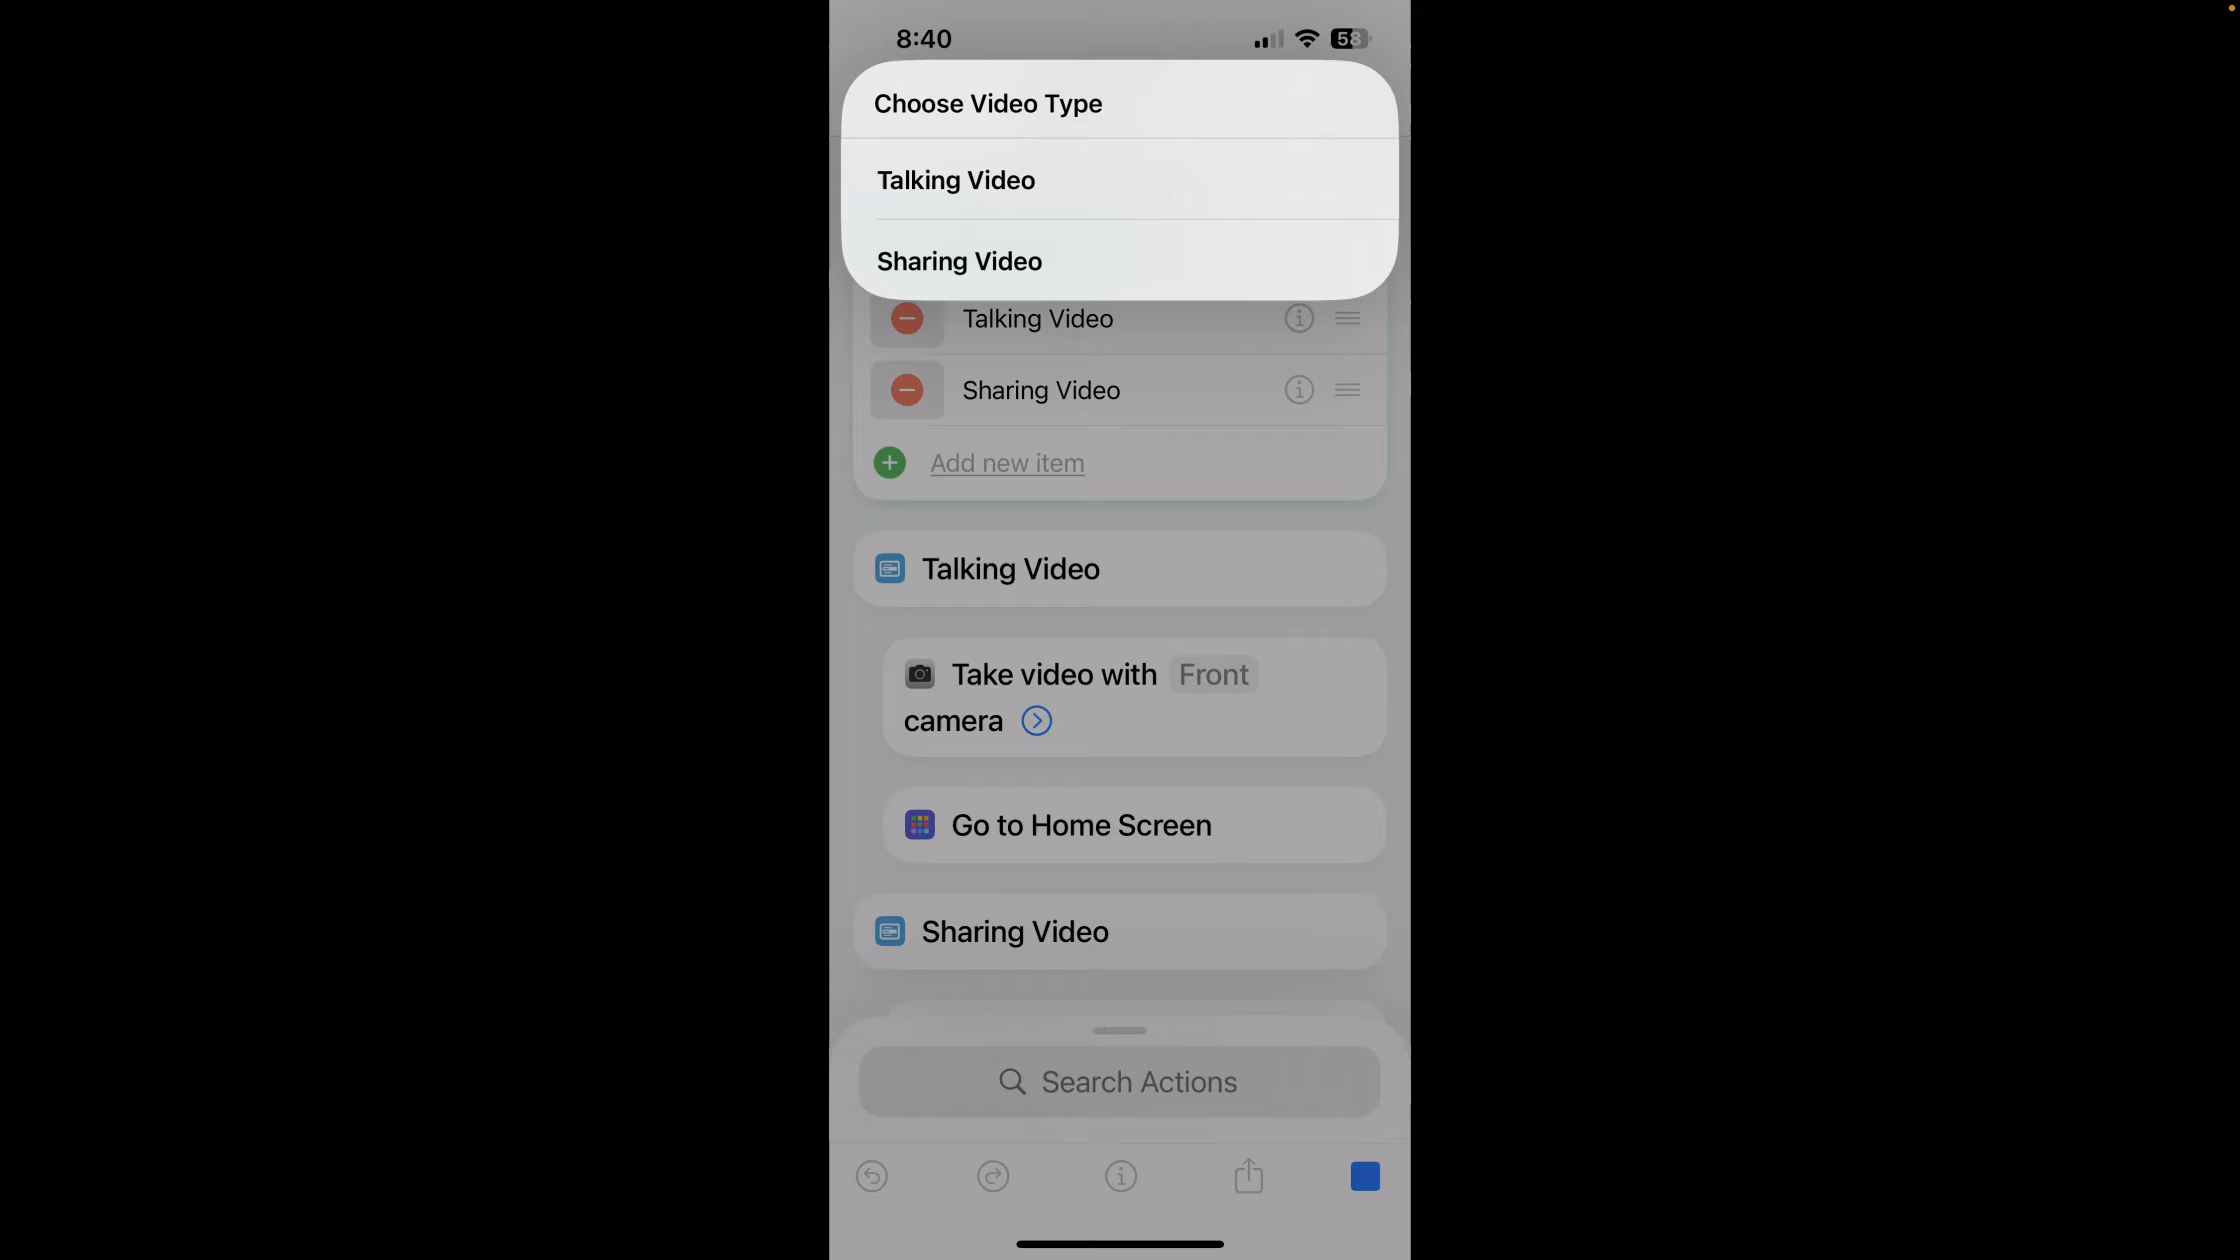 8:40
58
Choose Video Type
Talking Video
Sharing Video
Talking Video
Sharing Video
Add new item
Talking Video
Take video with Front
camera
Go to Home Screen
Sharing Video
Search Actions